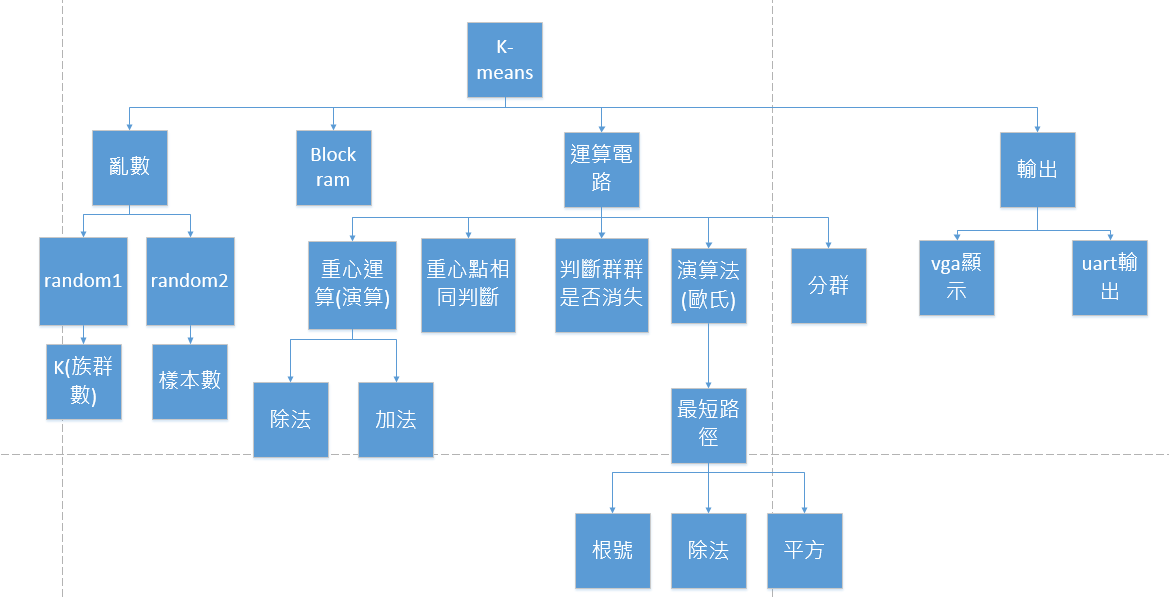 K-
means
亂數
Block
ram
運算電
路
輸出
random1
random2
重心運
算(演算)
重心點相
同判斷
判斷群群
是否消失
演算法
(歐氏)
分群
vga顯
示
uart輸
出
K(族群
數)
樣本數
除法
加法
最短路
徑
根號
除法
平方